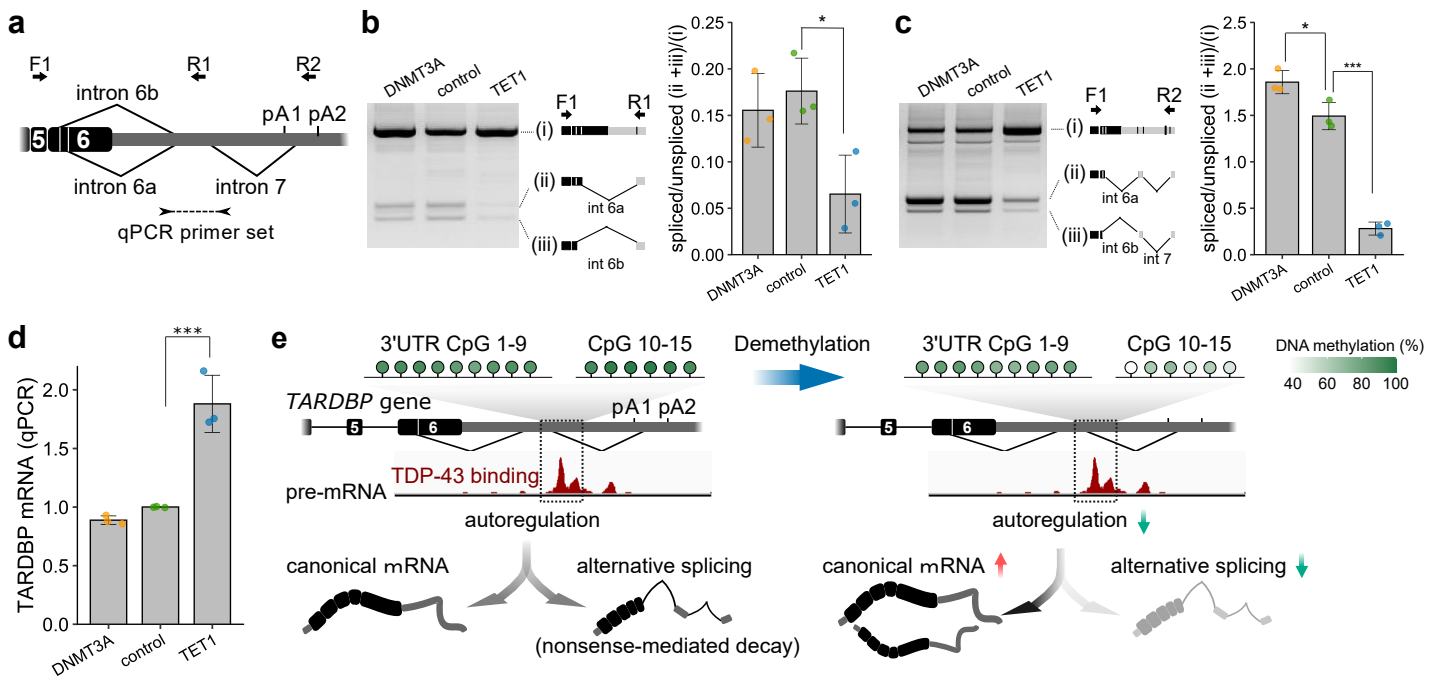 a
F1
R1
R2
intron 6b
pA1 pA2
5
6
intron 6a
intron 7
qPCR primer set
b
DNMT3A
control
TET1
F1
R1
(i)
(ii)
int 6a
(iii)
int 6b
spliced/unspliced (ii +iii)/(i)
0.25
0.20
0.15
0.10
0.05
0.00
*
DNMT3A
control
TET1
c
DNMT3A
control
TET1
F1
R2
(i)
(ii)
int 6a
(iii)
int 6b
int 7
spliced/unspliced (ii +iii)/(i)
2.5
2.0
1.5
1.0
0.5
0.0
*
***
DNMT3A
control
TET1
d
TARDBP mRNA (qPCR)
2.0
1.5
1.0
0.5
0.0
***
DNMT3A
control
TET1
e
3'UTR CpG 1-9
CpG 10-15
TARDBP gene
pA1 pA2
5
6
TDP-43 binding
pre-mRNA
autoregulation
canonical mRNA
alternative splicing
(nonsense-mediated decay)
Demethylation
3'UTR CpG 1-9
CpG 10-15
DNA methylation (%)
40 60 80 100
5
6
autoregulation
canonical mRNA
alternative splicing